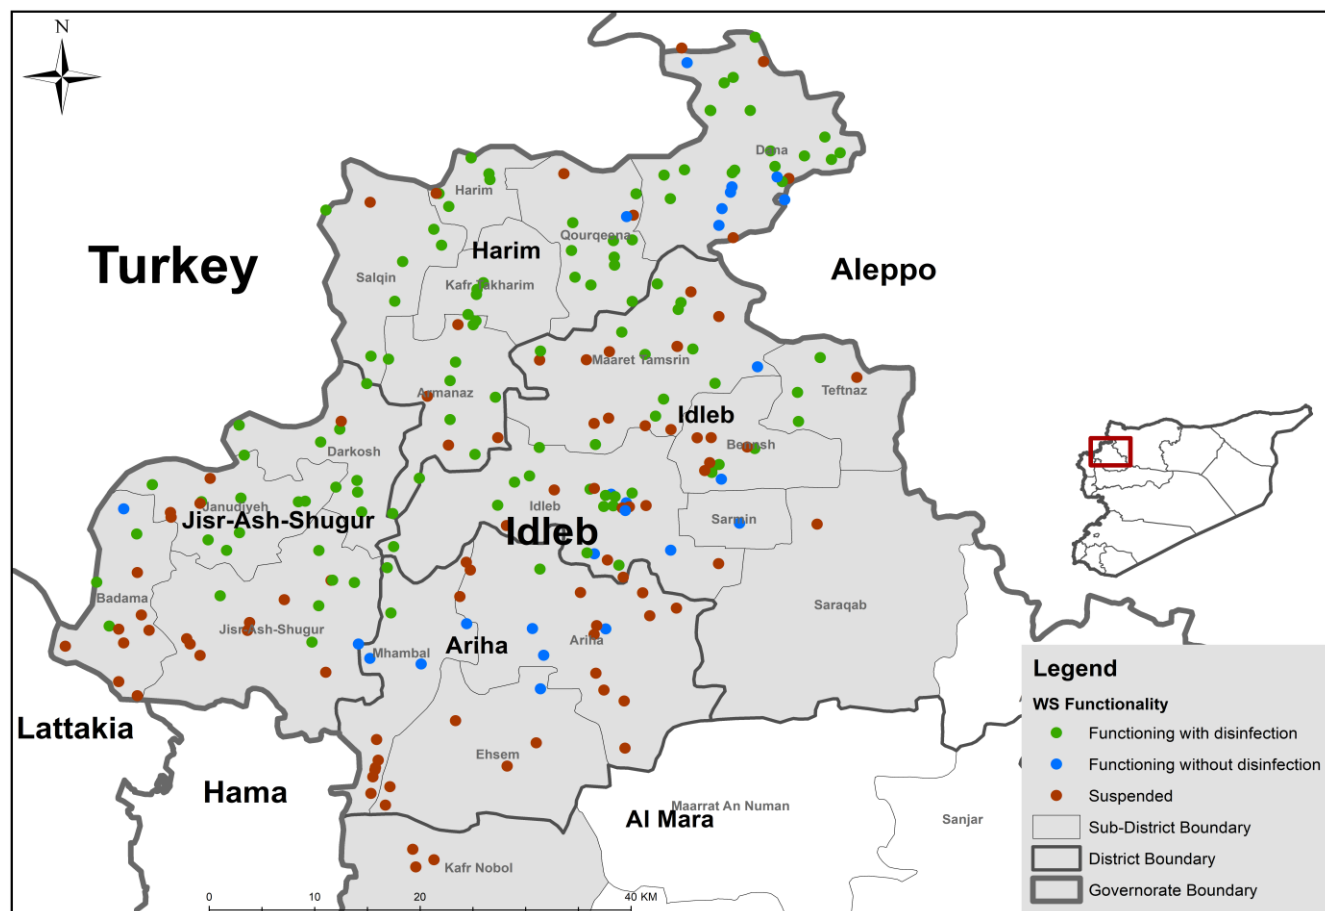 N
Dana
Harim
Turkey
Harim
Qourqeena
Aleppo
Salqin
Kafr Takharim
Maaret Tamsrin
Armanaz
Teftnaz
Idleb
Darkosh
Bennsh
Janudiyeh
Jisr-Ash-Shugur
Idleb
Idleb
Sarmin
Badama
Saraqab
Jisr-Ash-Shugur
Mhambal
Ariha
Ariha
Lattakia
Ehsem
Hama
Al Mara
Maarrat An Numan
Sanjar
Kafr Nobol
0 10 20 40 KM
Legend
WS Functionality
Functioning with disinfection
Functioning without disinfection
Suspended
Sub-District Boundary
District Boundary
Governorate Boundary